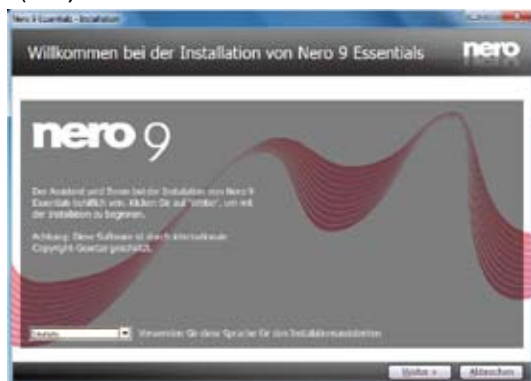 Nero 9 Essentials - Installation
Willkommen bei der Installation von Nero 9 Essentials
nero
nero 9
Der Assistent wird Ihnen bei der Installation von Nero 9
Essentials behilflich sein. Klicken Sie auf "Weiter", um mit
der Installation zu beginnen.
Achtung: Diese Software ist durch internationale
Copyright-Gesetze geschützt.
Deutsch
Verwenden Sie diese Sprache für den Installationsassistenten
Weiter >
Abbrechen